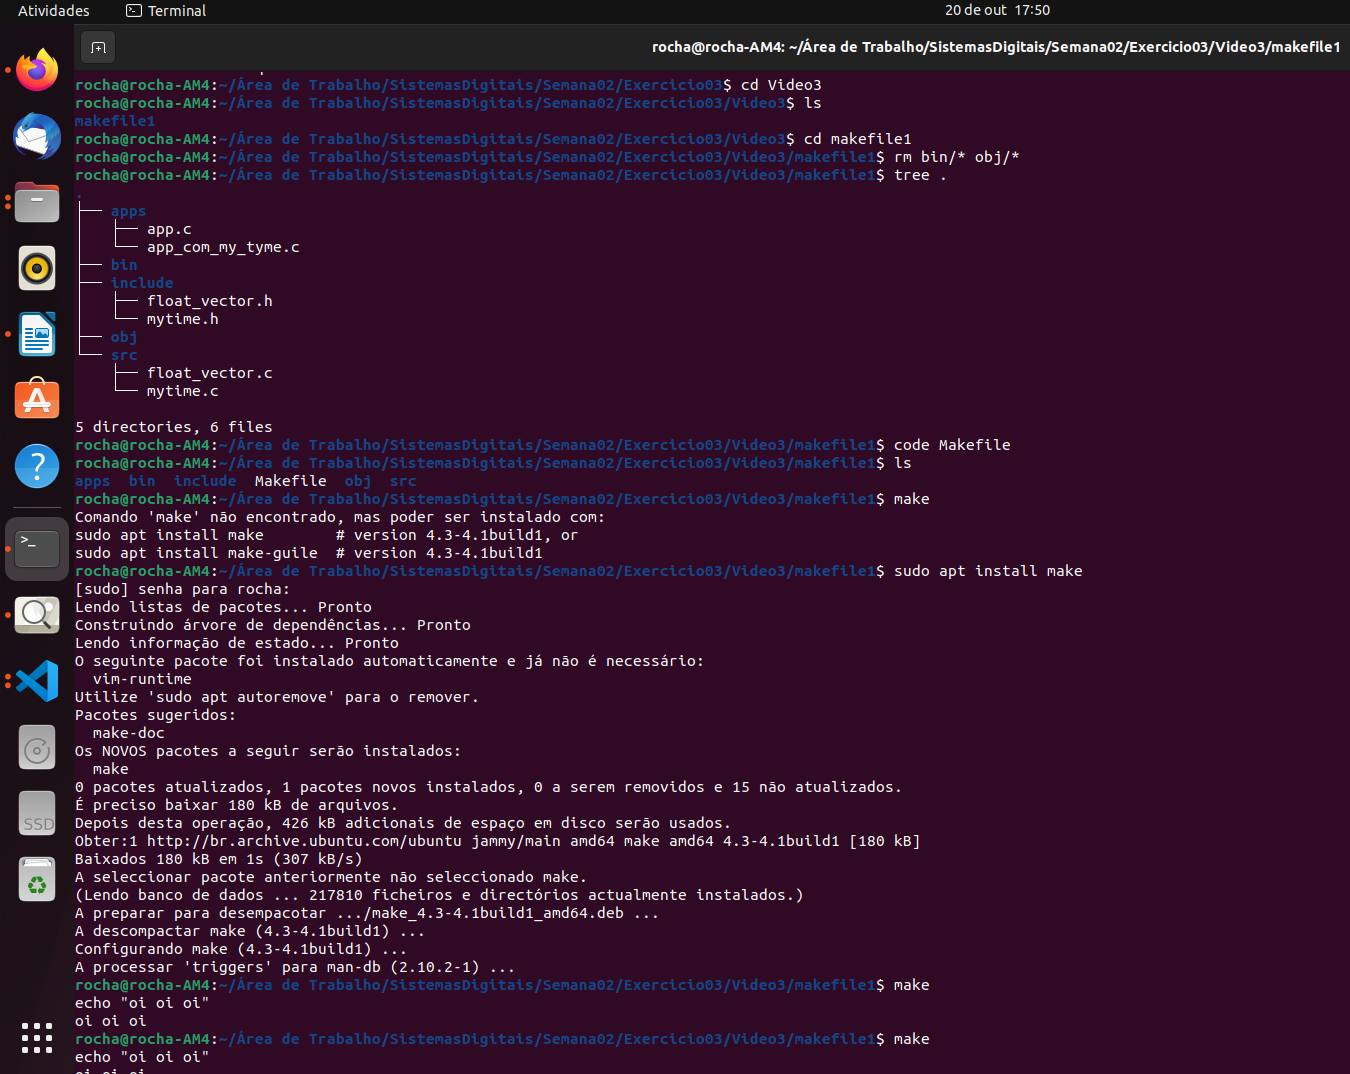 Atividades
Terminal
20 de out 17:50
rocha@rocha-AM4: ~/Área de Trabalho/SistemasDigitais/Semana02/Exercicio03/Video3/makefile1
rocha@rocha-AM4:~/Área de Trabalho/SistemasDigitais/Semana02/Exercicio03$ cd Video3
rocha@rocha-AM4:~/Área de Trabalho/SistemasDigitais/Semana02/Exercicio03/Video3$ ls
makefile1
rocha@rocha-AM4:~/Área de Trabalho/SistemasDigitais/Semana02/Exercicio03/Video3$ cd makefile1
rocha@rocha-AM4:~/Área de Trabalho/SistemasDigitais/Semana02/Exercicio03/Video3/makefile1$ rm bin/* obj/*
rocha@rocha-AM4:~/Área de Trabalho/SistemasDigitais/Semana02/Exercicio03/Video3/makefile1$ tree .
.
├── apps
│   ├── app.c
│   └── app_com_my_tyme.c
├── bin
├── include
│   ├── float_vector.h
│   └── mytime.h
├── obj
└── src
    ├── float_vector.c
    └── mytime.c
5 directories, 6 files
rocha@rocha-AM4:~/Área de Trabalho/SistemasDigitais/Semana02/Exercicio03/Video3/makefile1$ code Makefile
rocha@rocha-AM4:~/Área de Trabalho/SistemasDigitais/Semana02/Exercicio03/Video3/makefile1$ ls
apps  bin  include  Makefile  obj  src
rocha@rocha-AM4:~/Área de Trabalho/SistemasDigitais/Semana02/Exercicio03/Video3/makefile1$ make
Comando 'make' não encontrado, mas poder ser instalado com:
sudo apt install make        # version 4.3-4.1build1, or
sudo apt install make-guile  # version 4.3-4.1build1
rocha@rocha-AM4:~/Área de Trabalho/SistemasDigitais/Semana02/Exercicio03/Video3/makefile1$ sudo apt install make
[sudo] senha para rocha:
Lendo listas de pacotes... Pronto
Construindo árvore de dependências... Pronto
Lendo informação de estado... Pronto
O seguinte pacote foi instalado automaticamente e já não é necessário:
  vim-runtime
Utilize 'sudo apt autoremove' para o remover.
Pacotes sugeridos:
  make-doc
Os NOVOS pacotes a seguir serão instalados:
  make
0 pacotes atualizados, 1 pacotes novos instalados, 0 a serem removidos e 15 não atualizados.
É preciso baixar 180 kB de arquivos.
Depois desta operação, 426 kB adicionais de espaço em disco serão usados.
Obter:1 http://br.archive.ubuntu.com/ubuntu jammy/main amd64 make amd64 4.3-4.1build1 [180 kB]
Baixados 180 kB em 1s (307 kB/s)
A seleccionar pacote anteriormente não seleccionado make.
(Lendo banco de dados ... 217810 ficheiros e directórios actualmente instalados.)
A preparar para desempacotar .../make_4.3-4.1build1_amd64.deb ...
A descompactar make (4.3-4.1build1) ...
Configurando make (4.3-4.1build1) ...
A processar 'triggers' para man-db (2.10.2-1) ...
rocha@rocha-AM4:~/Área de Trabalho/SistemasDigitais/Semana02/Exercicio03/Video3/makefile1$ make
echo "oi oi oi"
oi oi oi
rocha@rocha-AM4:~/Área de Trabalho/SistemasDigitais/Semana02/Exercicio03/Video3/makefile1$ make
echo "oi oi oi"
SSD